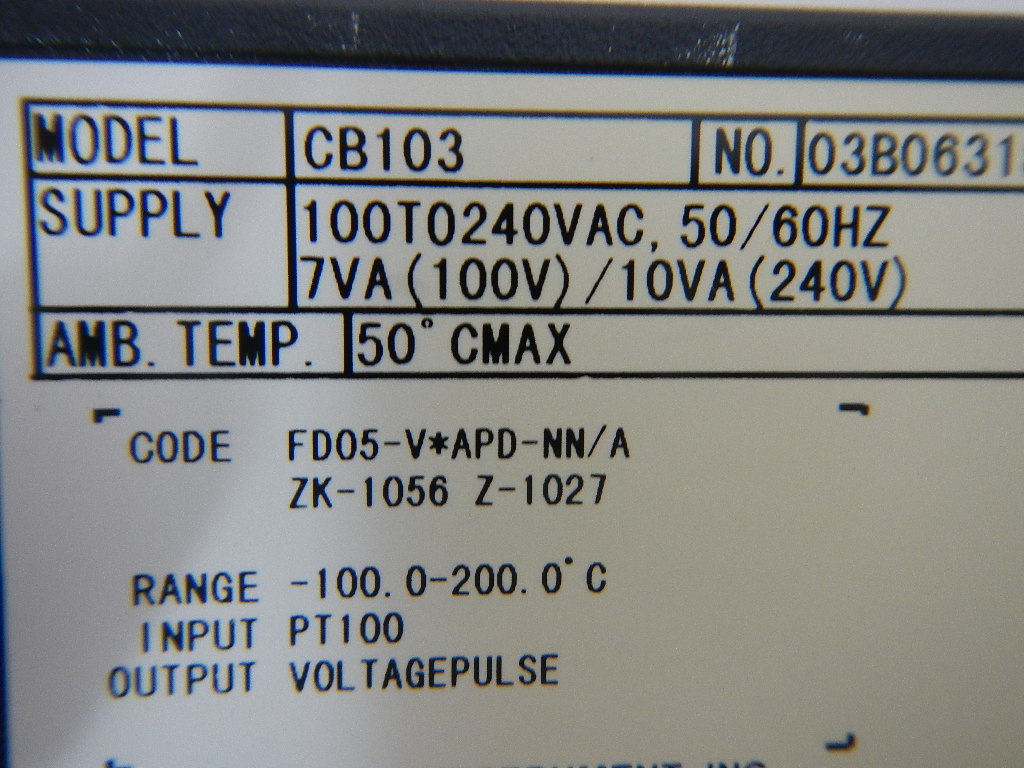 MODEL CB103 NO. 03B0631
SUPPLY 100TO240VAC, 50/60HZ
7VA(100V)/10VA(240V)
AMB. TEMP. 50°CMAX
CODE FD05-V*APD-NN/A
ZK-1056 Z-1027
RANGE -100.0-200.0°C
INPUT PT100
OUTPUT VOLTAGEPULSE